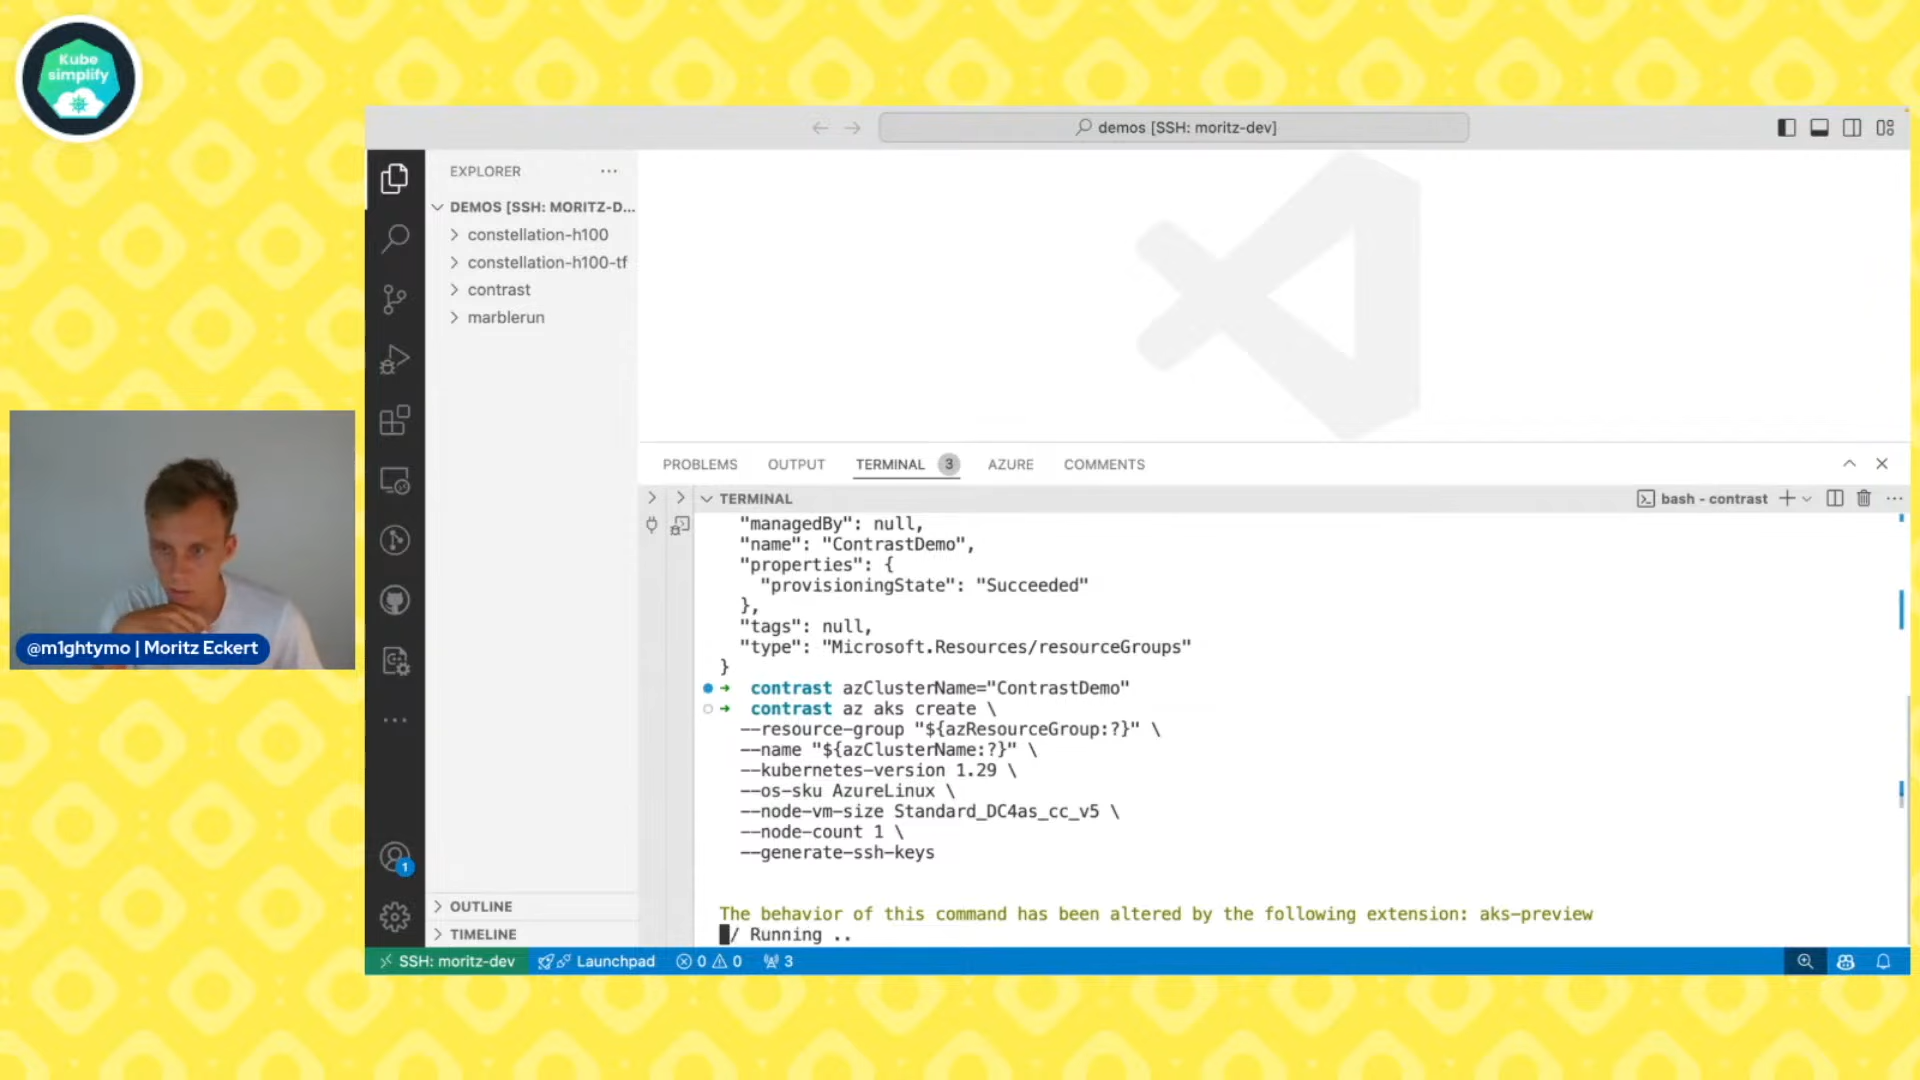 Kube
simplify
demos [SSH: moritz-dev]
EXPLORER
DEMOS [SSH: MORITZ-D...
constellation-h100
constellation-h100-tf
contrast
marblerun
PROBLEMS OUTPUT TERMINAL 3 AZURE COMMENTS
TERMINAL
bash - contrast
"managedBy": null,
"name": "ContrastDemo",
"properties": {
"provisioningState": "Succeeded"
},
"tags": null,
"type": "Microsoft.Resources/resourceGroups"
}
contrast azClusterName="ContrastDemo"
contrast az aks create \
--resource-group "${azResourceGroup:?}" \
--name "${azClusterName:?}" \
--kubernetes-version 1.29 \
--os-sku AzureLinux \
--node-vm-size Standard_DC4as_cc_v5 \
--node-count 1 \
--generate-ssh-keys
The behavior of this command has been altered by the following extension: aks-preview
/ Running ..
@m1ghtymo | Moritz Eckert
1
OUTLINE
TIMELINE
SSH: moritz-dev Launchpad 0 0 3